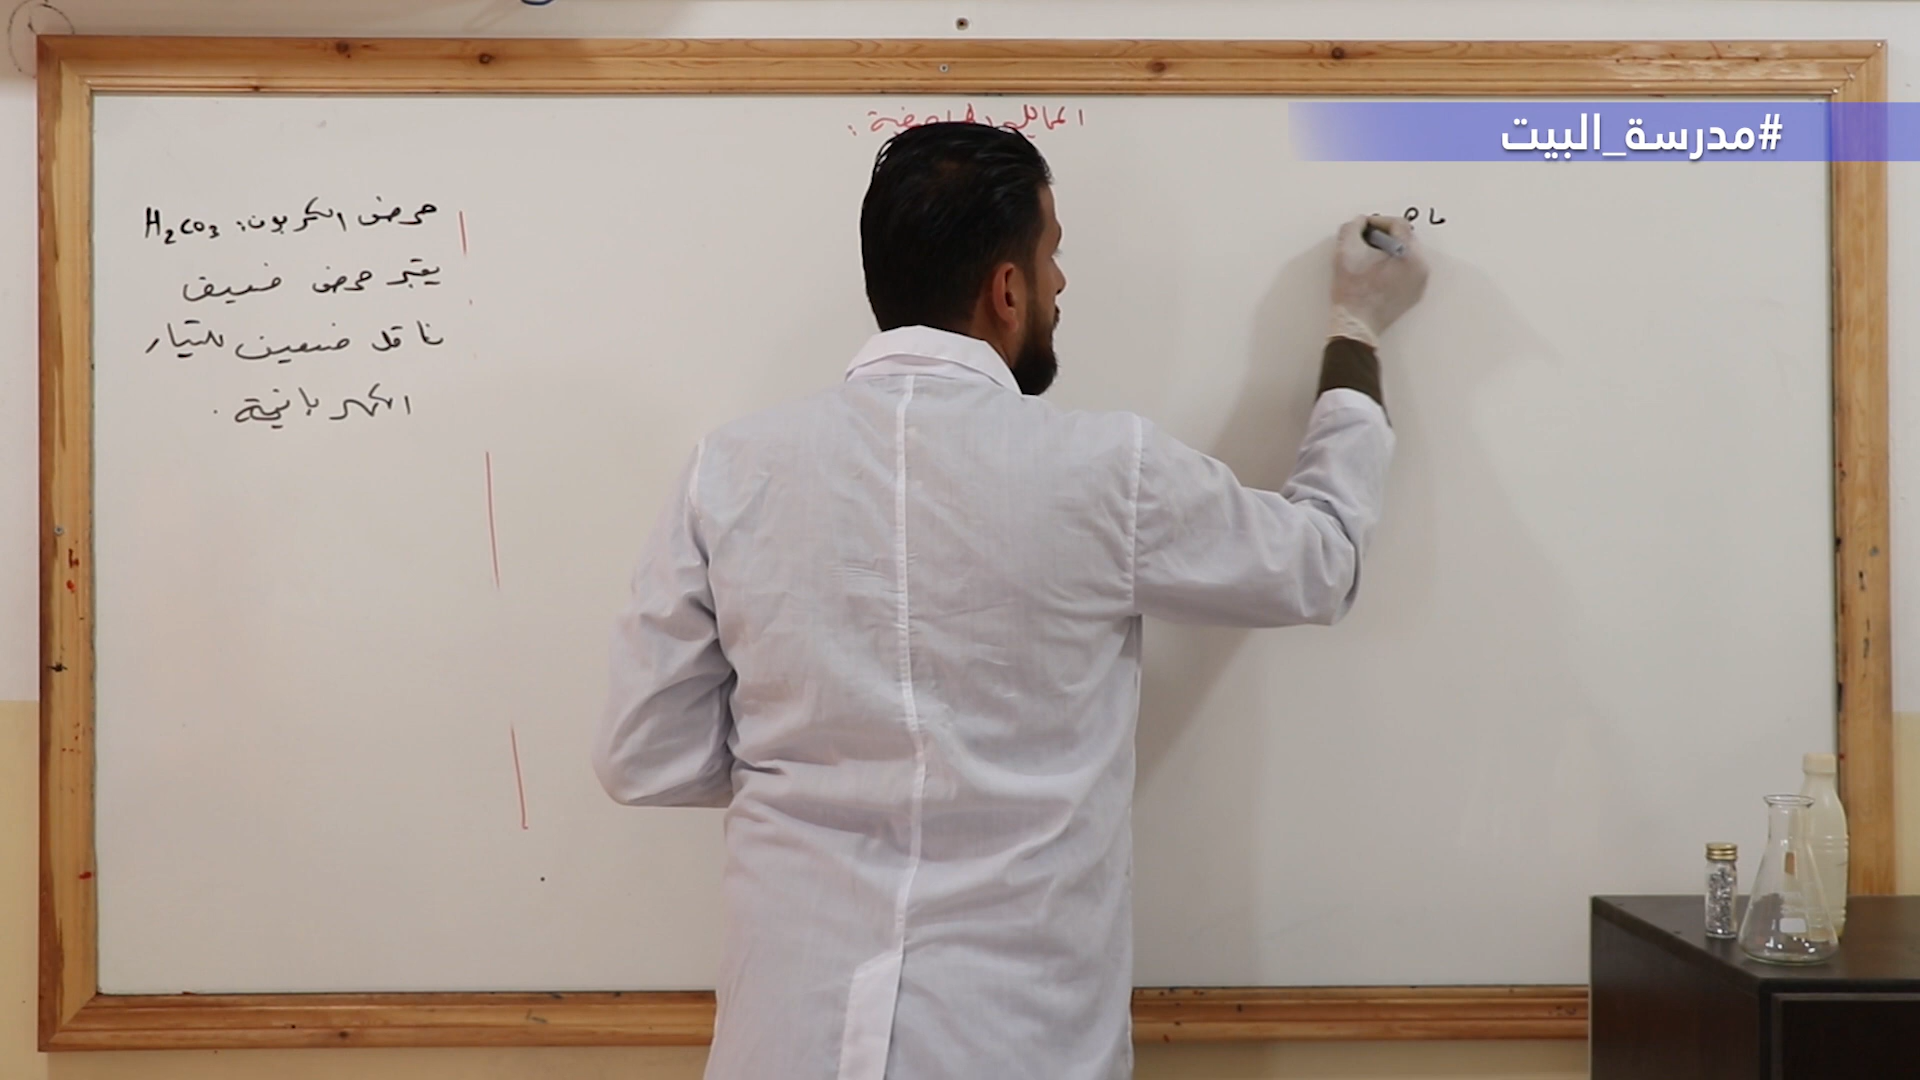 #مدرسة_البيت
حمض الكربون: H₂CO₃
يعتبر حمض ضعيف
ناقل ضعيف للتيار
الكهربائية.